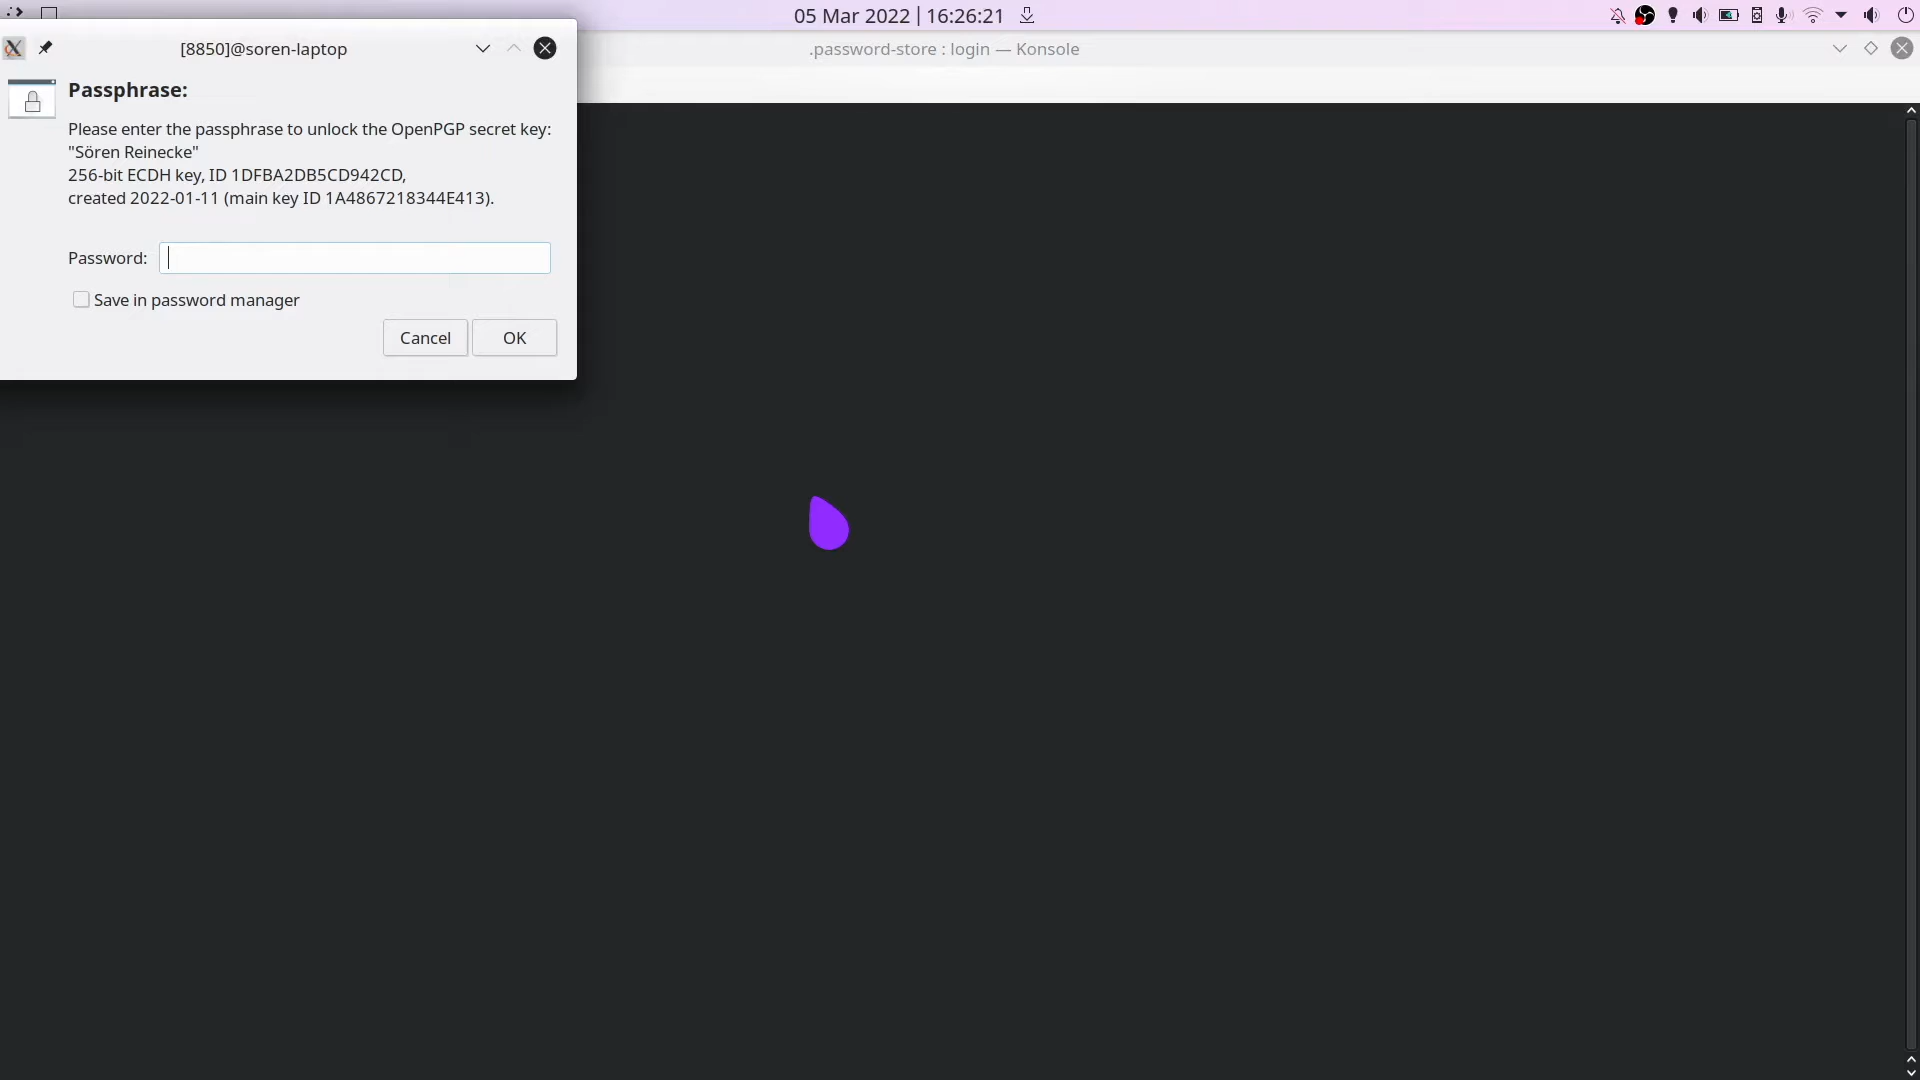 05 Mar 2022 | 16:26:21
[8850]@soren-laptop
.password-store : login — Konsole
Passphrase:
Please enter the passphrase to unlock the OpenPGP secret key:
"Sören Reinecke"
256-bit ECDH key, ID 1DFBA2DB5CD942CD,
created 2022-01-11 (main key ID 1A4867218344E413).
Password:
Save in password manager
Cancel OK